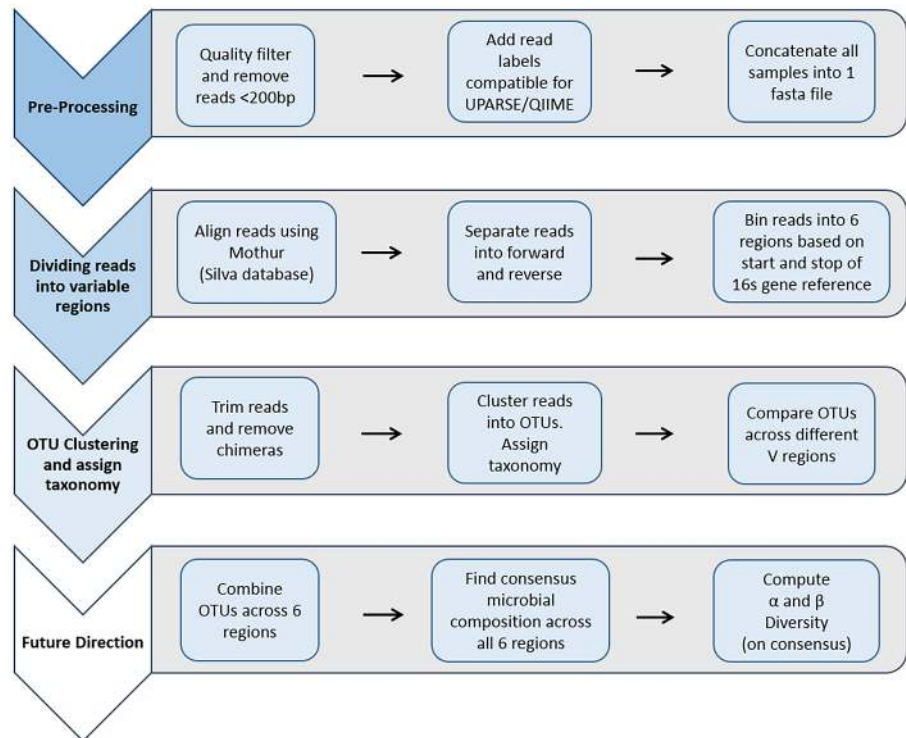 Pre-Processing
Quality filter
and remove
reads <200bp
Add read
labels
compatible for
UPARSE/QIIME
Concatenate all
samples into 1
fasta file
Dividing reads
into variable
regions
Align reads using
Mothur
(Silva database)
Separate reads
into forward
and reverse
Bin reads into 6
regions based on
start and stop of
16s gene reference
OTU Clustering
and assign
taxonomy
Trim reads
and remove
chimeras
Cluster reads
into OTUs.
Assign
taxonomy
Compare OTUs
across different
V regions
Future Direction
Combine
OTUs across 6
regions
Find consensus
microbial
composition across
all 6 regions
Compute
α and β
Diversity
(on consensus)